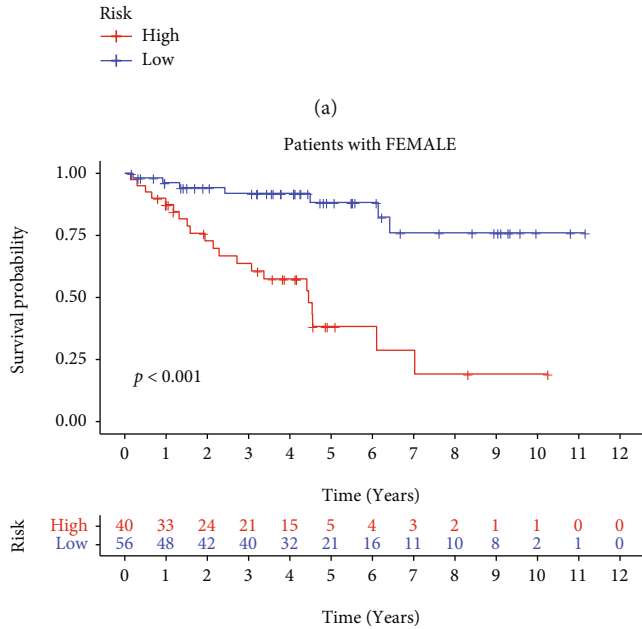 Risk
High
Low
(a)
Patients with FEMALE
Survival probability
1.00
0.75
0.50
0.25
0.00
p < 0.001
0 1 2 3 4 5 6 7 8 9 10 11 12
Time (Years)
Risk
High 40 33 24 21 15 5 4 3 2 1 1 0 0
Low 56 48 42 40 32 21 16 11 10 8 2 1 0
0 1 2 3 4 5 6 7 8 9 10 11 12
Time (Years)